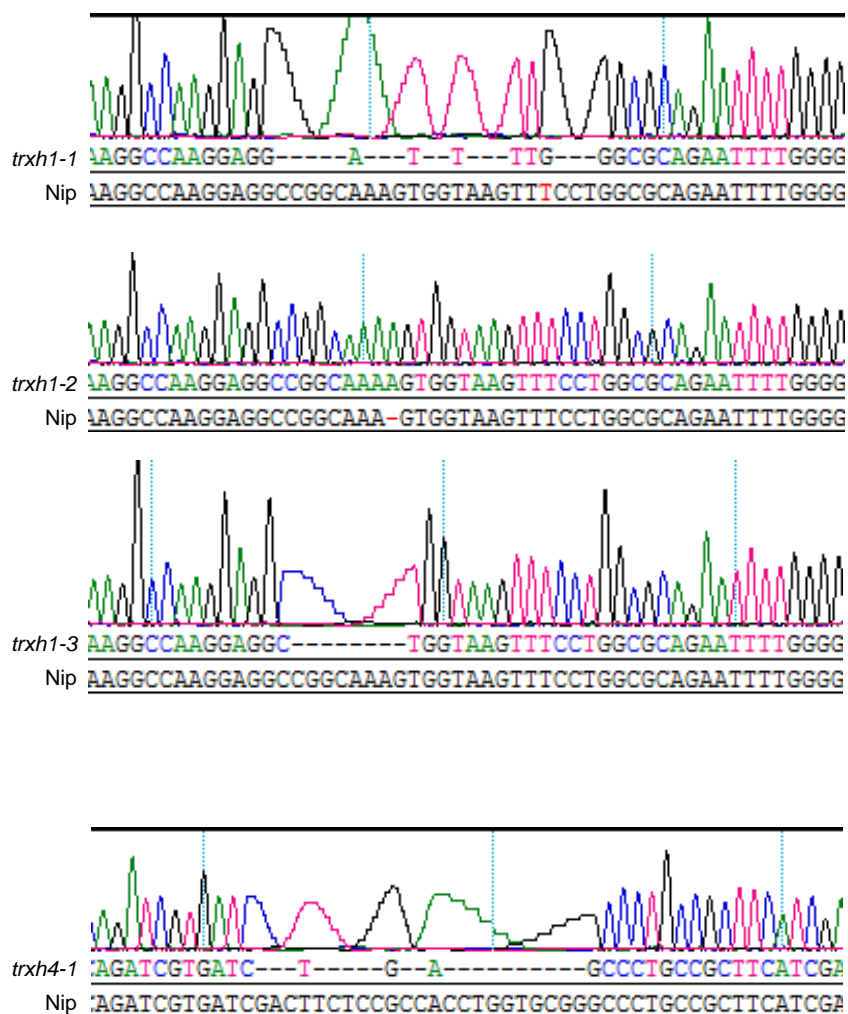 trxh1-1 AAGGCCAAGGAGG-----A---T--T---TTG---GGCGCAGAATTTTGGGG
Nip AAGGCCAAGGAGGCCGGCAAAGTGGTAAGTTTCCTGGCGCAGAATTTTGGGG
trxh1-2 AAGGCCAAGGAGGCCGGCAAAAGTGGTAAGTTTCCTGGCGCAGAATTTTGGGG
Nip AAGGCCAAGGAGGCCGGCAAA-GTGGTAAGTTTCCTGGCGCAGAATTTTGGGG
trxh1-3 AAGGCCAAGGAGGC--------TGGTAAGTTTCCTGGCGCAGAATTTTGGGG
Nip AAGGCCAAGGAGGCCGGCAAAGTGGTAAGTTTCCTGGCGCAGAATTTTGGGG
trxh4-1 CAGATCGTGATC---T-----G--A----------GCCCTGCCGCTTCATCGA
Nip CAGATCGTGATCGACTTCTCCGCCACCTGGTGCGGGCCCTGCCGCTTCATCGA